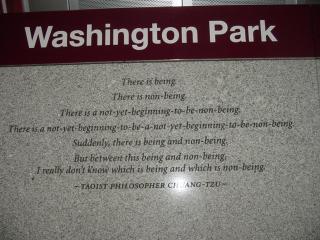 Washington Park
There is being.
There is non-being.
There is a not-yet-beginning-to-be-non-being.
There is a not-yet-beginning-to-be-a-not-yet-beginning-to-be-non-being.
Suddenly, there is being and non-being.
But between this being and non-being,
I really don't know which is being and which is non-being.
~ TAOIST PHILOSOPHER CHUANG-TZU ~